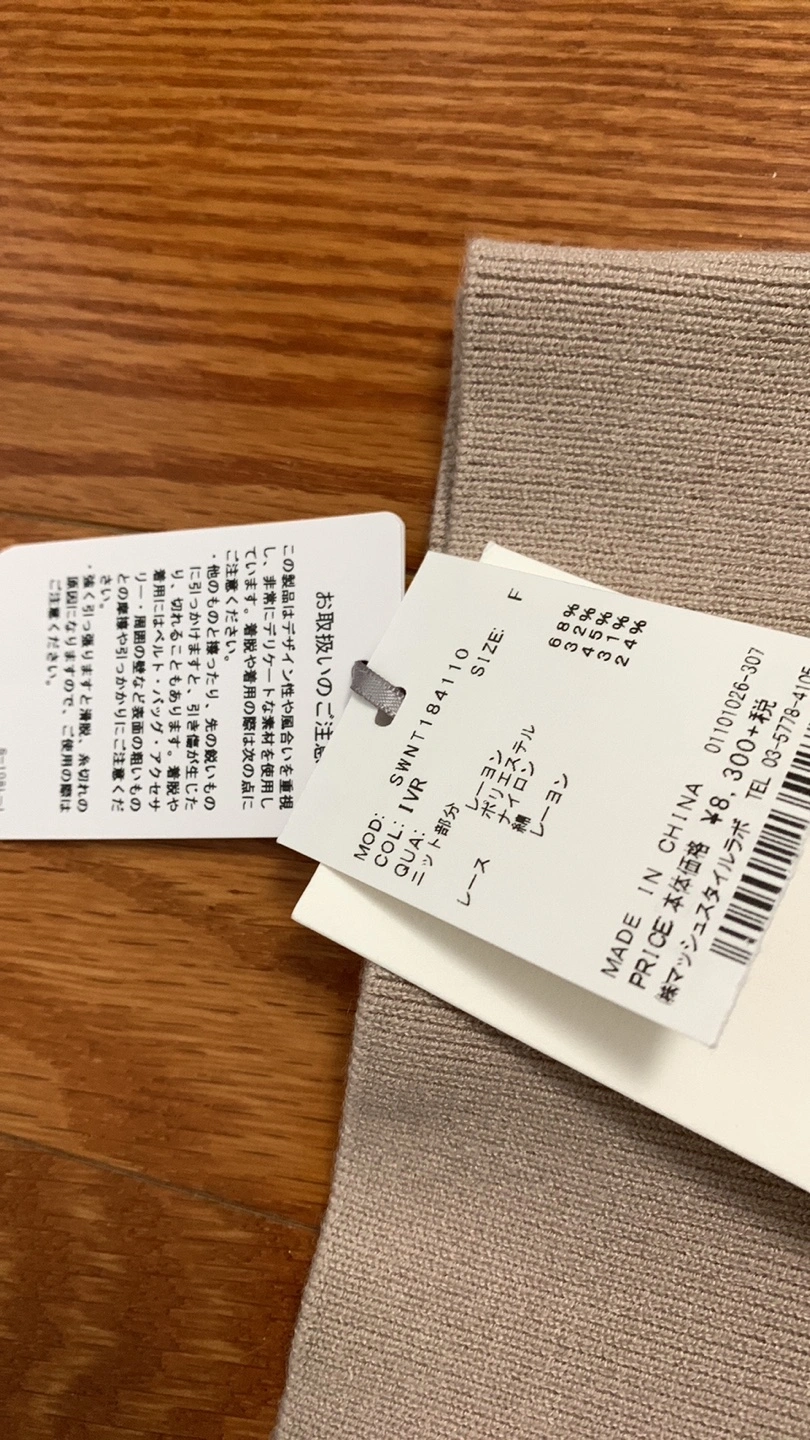 お取扱いのご注意
この製品はデザイン性や風合いを重視
し、非常にデリケートな素材を使用し
ています。着脱や着用の際は次の点に
ご注意ください。
・他のものと擦ったり、先の鋭いもの
に引っかけますと、引き傷が生じた
り、切れることもあります。着脱や
着用にはベルト・バッグ・アクセサ
リー・周囲の壁など表面の粗いもの
との摩擦や引っかかりにご注意くだ
さい。
・強く引っ張りますと滑脱、糸切れの
原因になりますので、ご使用の際は
ご注意ください。
MOD: SWNT184110
COL: IVR SIZE: F
QUA:
ニット部分 レーヨン 68%
ポリエステル 32%
レース ナイロン 45%
綿 31%
レーヨン 24%
MADE IN CHINA 01101026-307
PRICE 本体価格 ¥8,300+税
㈱マッシュスタイルラボ TEL 03-5778-4105